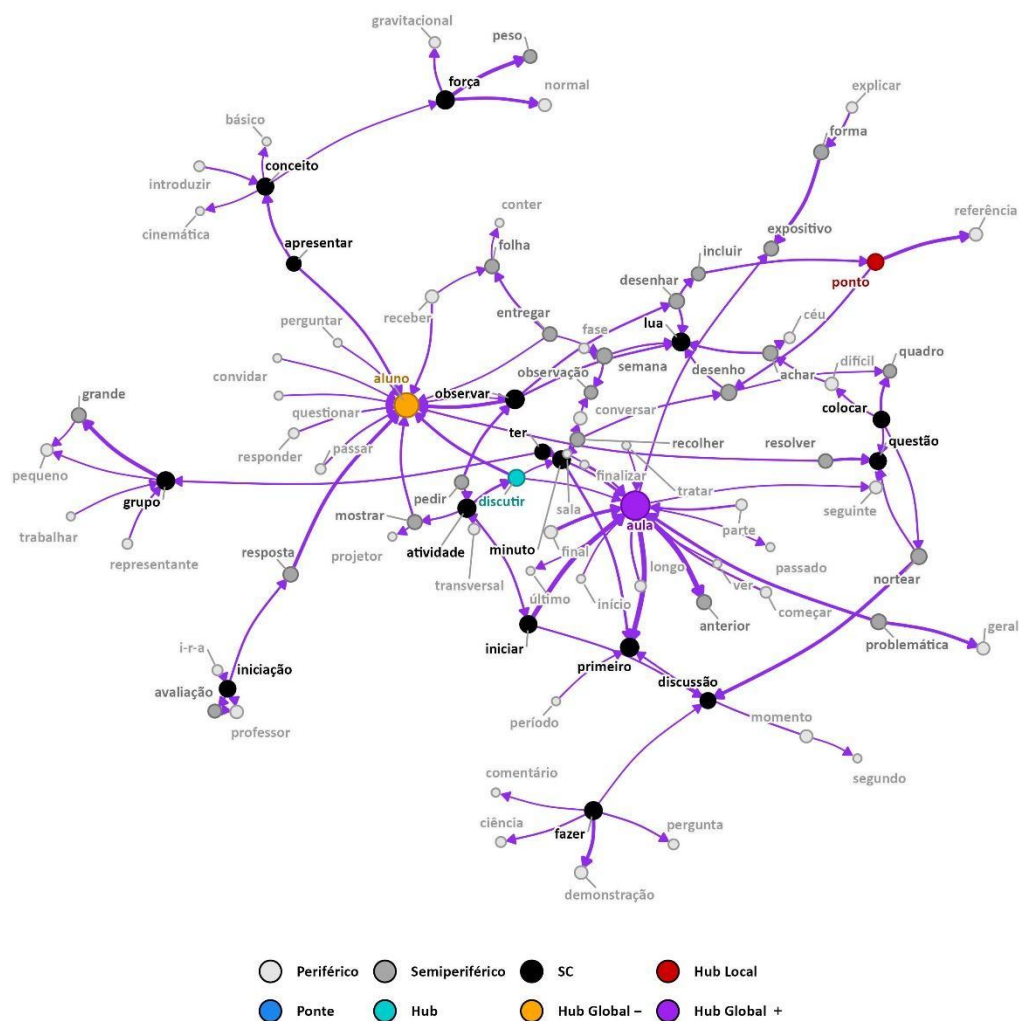 gravitacional
peso
força
normal
explicar
básico
forma
conceito
introduzir
conter
referência
cinemática
folha
expositivo
apresentar
incluir
ponto
desenhar
receber
entregar
céu
perguntar
lua
fase
difícil
quadro
aluno
observação
semana
desenho
achar
convidar
observar
colocar
grande
questionar
conversar
ter
recolher
resolver
questão
passar
responder
finalizar
pequeno
tratar
pedir
discutir
sala
seguinte
grupo
mostrar
aula
parte
trabalhar
projetor
atividade
minuto
final
longo
passado
resposta
transversal
ver
nortear
representante
último
início
começar
anterior
iniciar
problemática
geral
i-r-a
iniciação
primeiro
discussão
avaliação
período
momento
professor
segundo
comentário
ciência
fazer
pergunta
demonstração
Periférico
Semiperiférico
SC
Hub Local
Ponte
Hub
Hub Global –
Hub Global +